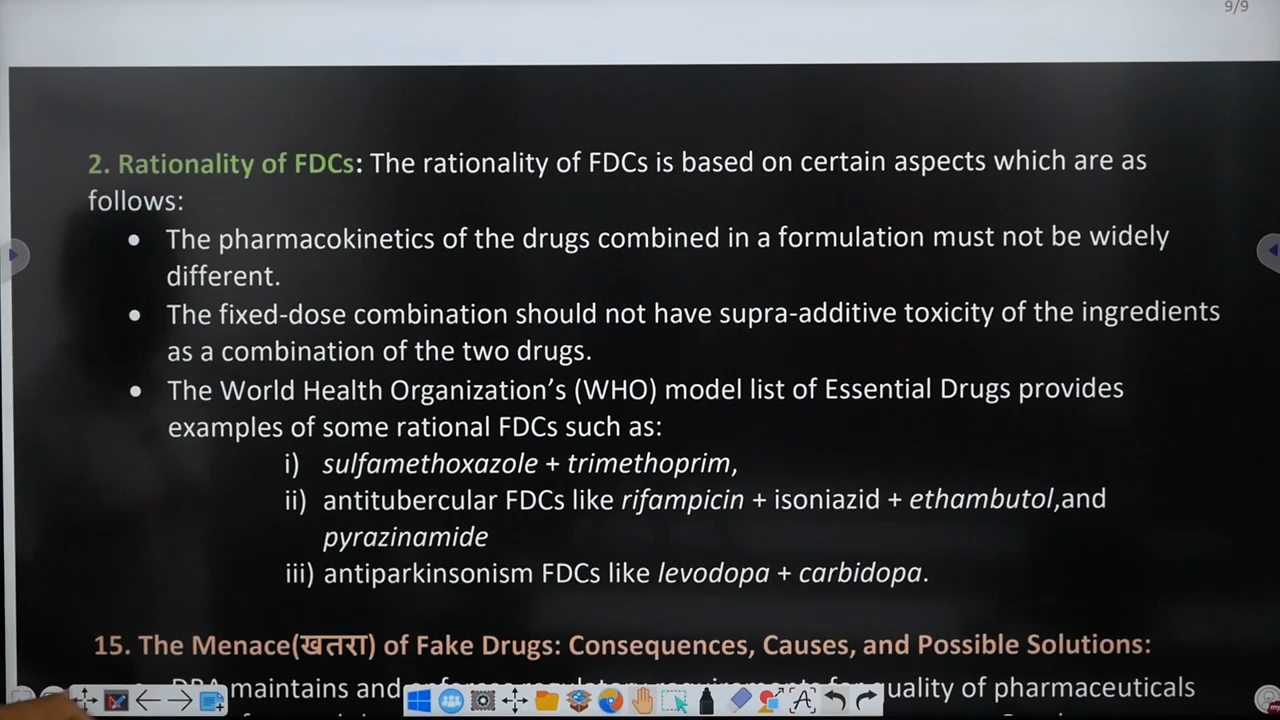 9/9
2. Rationality of FDCs: The rationality of FDCs is based on certain aspects which are as
follows:
• The pharmacokinetics of the drugs combined in a formulation must not be widely
different.
• The fixed-dose combination should not have supra-additive toxicity of the ingredients
as a combination of the two drugs.
• The World Health Organization’s (WHO) model list of Essential Drugs provides
examples of some rational FDCs such as:
i) sulfamethoxazole + trimethoprim,
ii) antitubercular FDCs like rifampicin + isoniazid + ethambutol,and
pyrazinamide
iii) antiparkinsonism FDCs like levodopa + carbidopa.
15. The Menace(खतरा) of Fake Drugs: Consequences, Causes, and Possible Solutions:
maintains and quality of pharmaceuticals